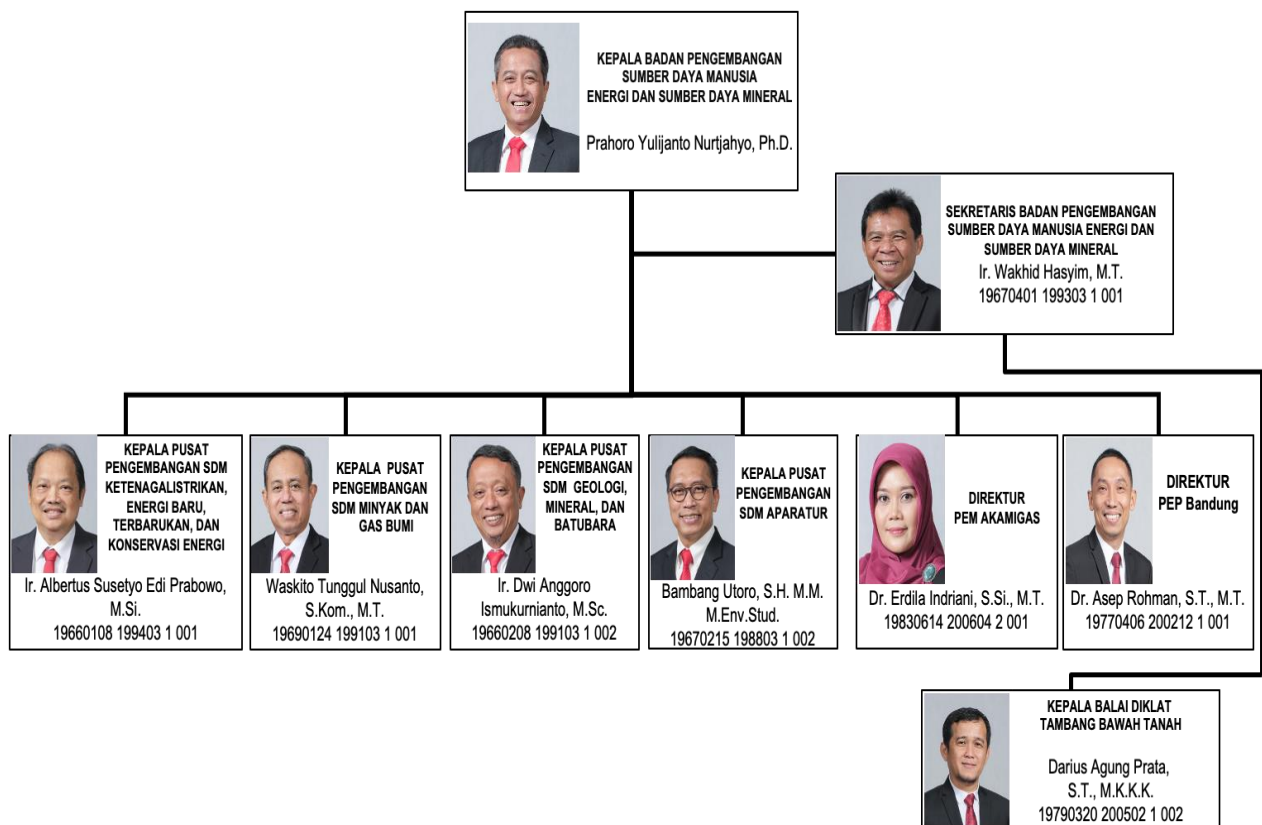 KEPALA BADAN PENGEMBANGAN
SUMBER DAYA MANUSIA
ENERGI DAN SUMBER DAYA MINERAL
Prahoro Yulijanto Nurtjahyo, Ph.D.
SEKRETARIS BADAN PENGEMBANGAN
SUMBER DAYA MANUSIA ENERGI DAN
SUMBER DAYA MINERAL
Ir. Wakhid Hasyim, M.T.
19670401 199303 1 001
KEPALA PUSAT
PENGEMBANGAN SDM
KETENAGALISTRIKAN,
ENERGI BARU,
TERBARUKAN, DAN
KONSERVASI ENERGI
Ir. Albertus Susetyo Edi Prabowo,
M.Si.
19660108 199403 1 001
KEPALA PUSAT
PENGEMBANGAN
SDM MINYAK DAN
GAS BUMI
Waskito Tunggul Nusanto,
S.Kom., M.T.
19690124 199103 1 001
KEPALA PUSAT
PENGEMBANGAN
SDM GEOLOGI,
MINERAL, DAN
BATUBARA
Ir. Dwi Anggoro
Ismukurnianto, M.Sc.
19660208 199103 1 002
KEPALA PUSAT
PENGEMBANGAN
SDM APARATUR
Bambang Utoro, S.H. M.M.
M.Env.Stud.
19670215 198803 1 002
DIREKTUR
PEM AKAMIGAS
Dr. Erdila Indriani, S.Si., M.T.
19830614 200604 2 001
DIREKTUR
PEP Bandung
Dr. Asep Rohman, S.T., M.T.
19770406 200212 1 001
KEPALA BALAI DIKLAT
TAMBANG BAWAH TANAH
Darius Agung Prata,
S.T., M.K.K.K.
19790320 200502 1 002